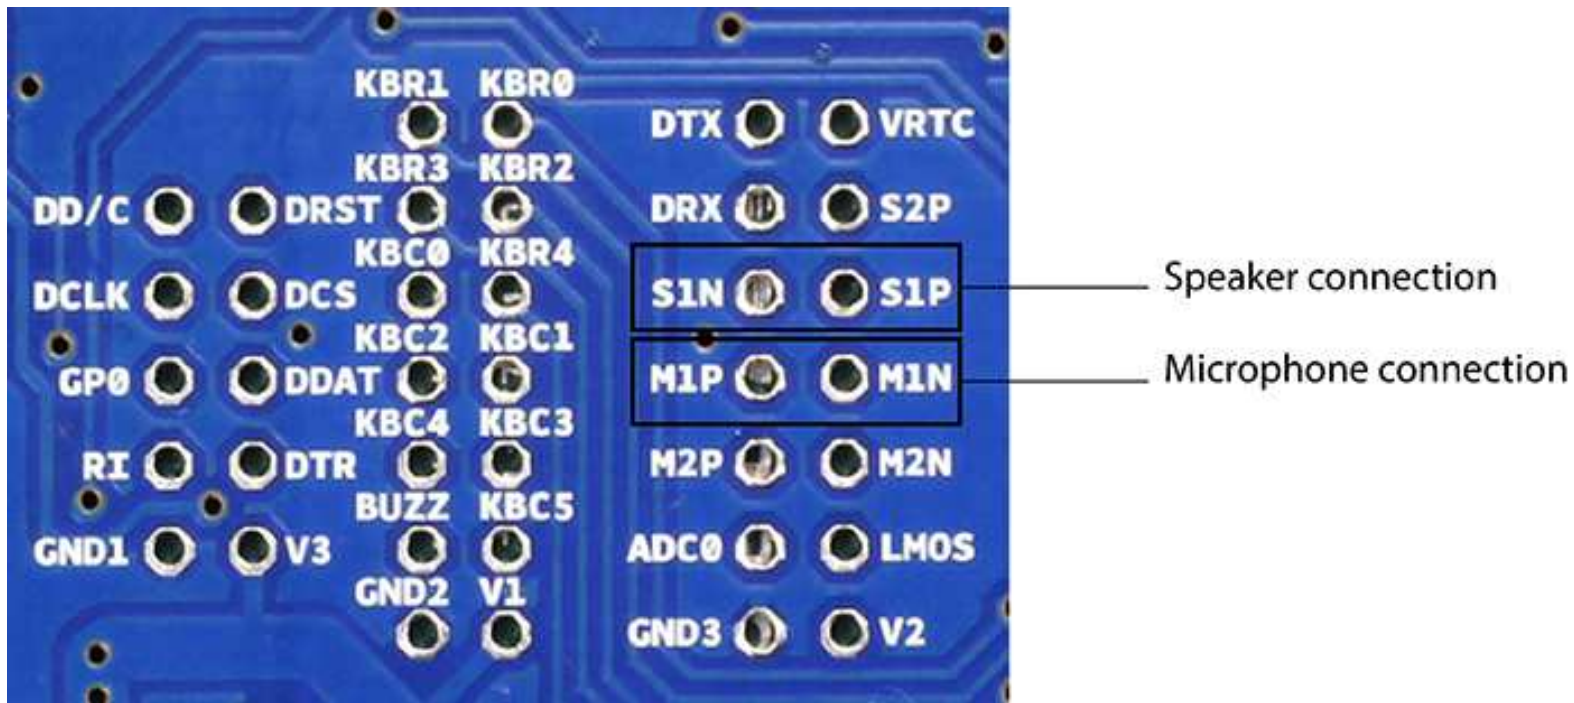 KBR1 KBR0
DTX VRTC
KBR3 KBR2
DD/C DRST DRX S2P
KBC0 KBR4
DCLK DCS S1N S1P Speaker connection
KBC2 KBC1
GP0 DDAT M1P M1N Microphone connection
KBC4 KBC3
RI DTR M2P M2N
BUZZ KBC5
GND1 V3 ADC0 LMOS
GND2 V1
GND3 V2